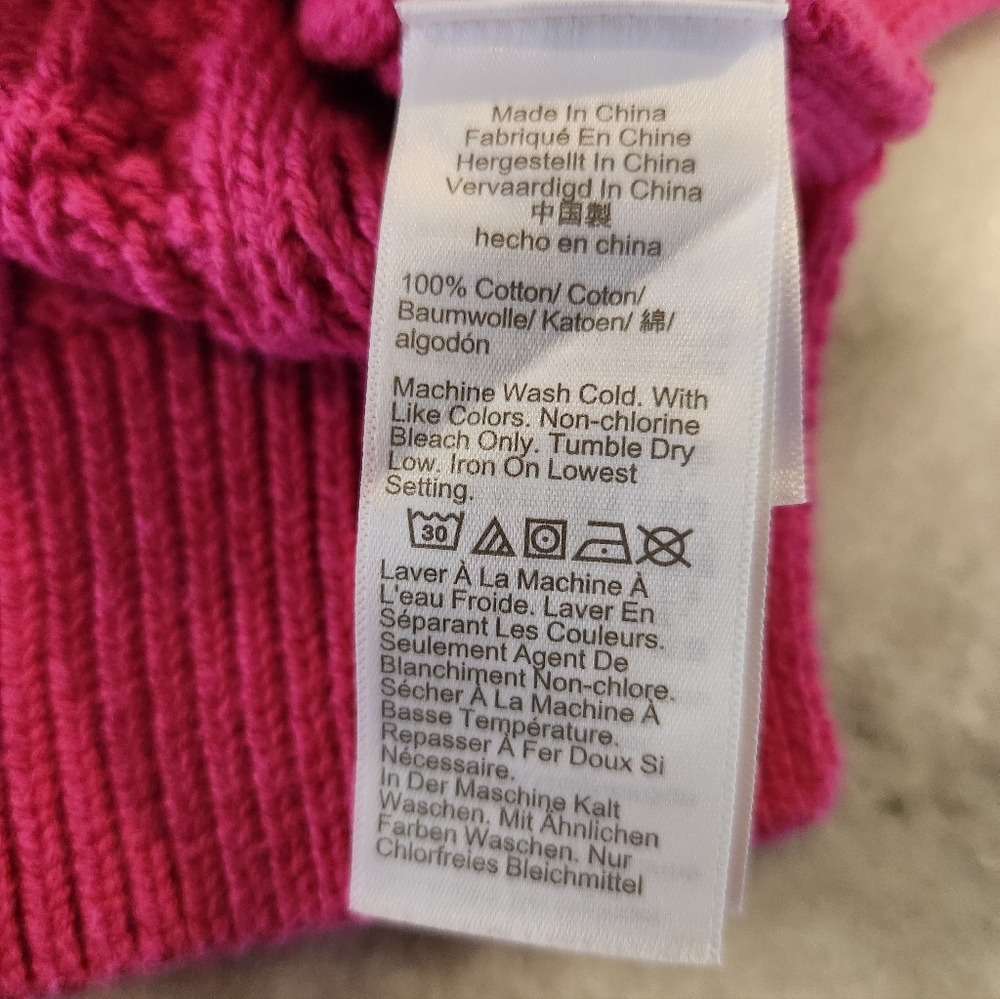 Made In China
Fabriqué En Chine
Hergestellt In China
Vervaardigd In China
中国製
hecho en china
100% Cotton/ Coton/
Baumwolle/ Katoen/ 綿/
algodón
Machine Wash Cold. With
Like Colors. Non-chlorine
Bleach Only. Tumble Dry
Low. Iron On Lowest
Setting.
30
Laver À La Machine À
L'eau Froide. Laver En
Séparant Les Couleurs.
Seulement Agent De
Blanchiment Non-chlore.
Sécher À La Machine À
Basse Température.
Repasser À Fer Doux Si
Nécessaire.
In Der Maschine Kalt
Waschen. Mit Ähnlichen
Farben Waschen. Nur
Chlorfreies Bleichmittel